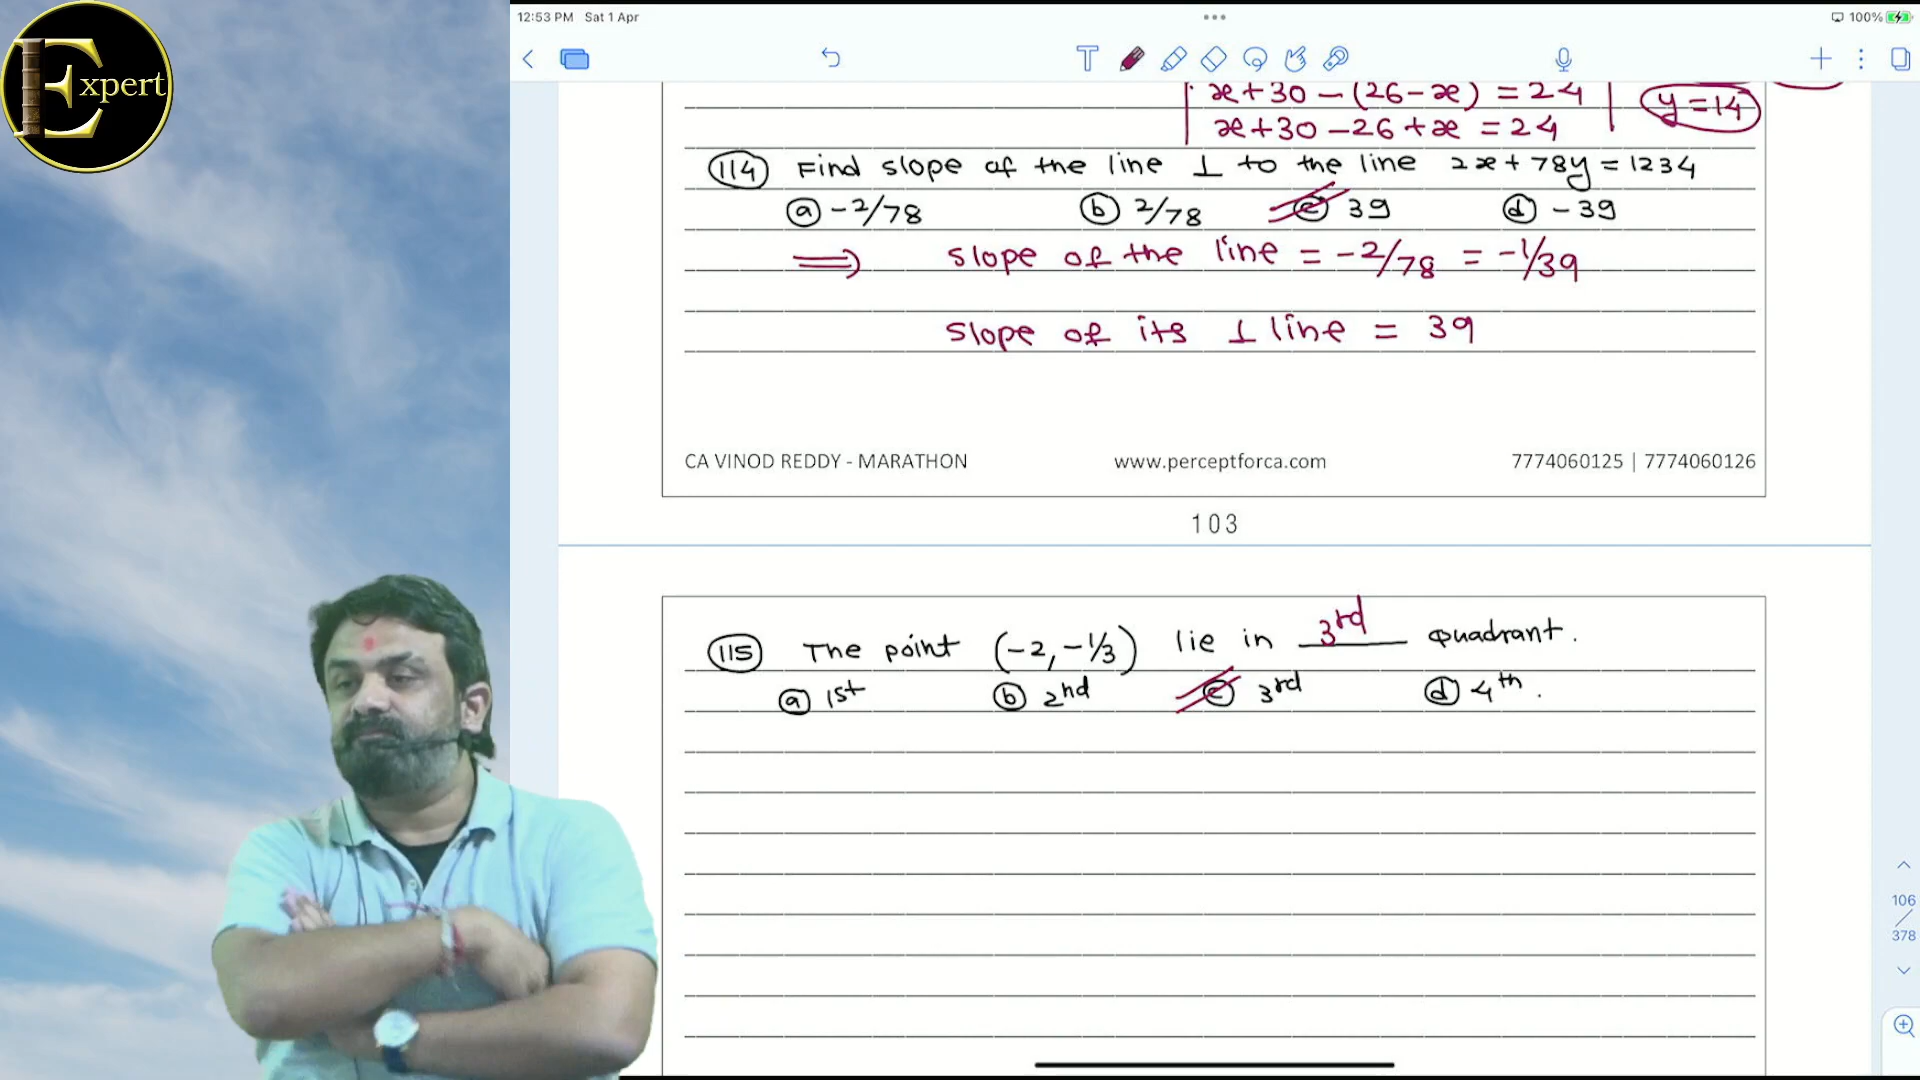 Expert
12:53 PM Sat 1 Apr
100%
x+30-(26-x) = 24
x+30-26+x = 24
y=14
114 Find slope of the line ⊥ to the line 2x+78y=1234
a -2/78 b 2/78 c 39 d -39
⇒ slope of the line = -2/78 = -1/39
slope of its ⊥ line = 39
CA VINOD REDDY - MARATHON www.perceptforca.com 7774060125 | 7774060126
103
115 The point (-2, -1/3) lie in 3rd quadrant.
a 1st b 2nd c 3rd d 4th.
106
378